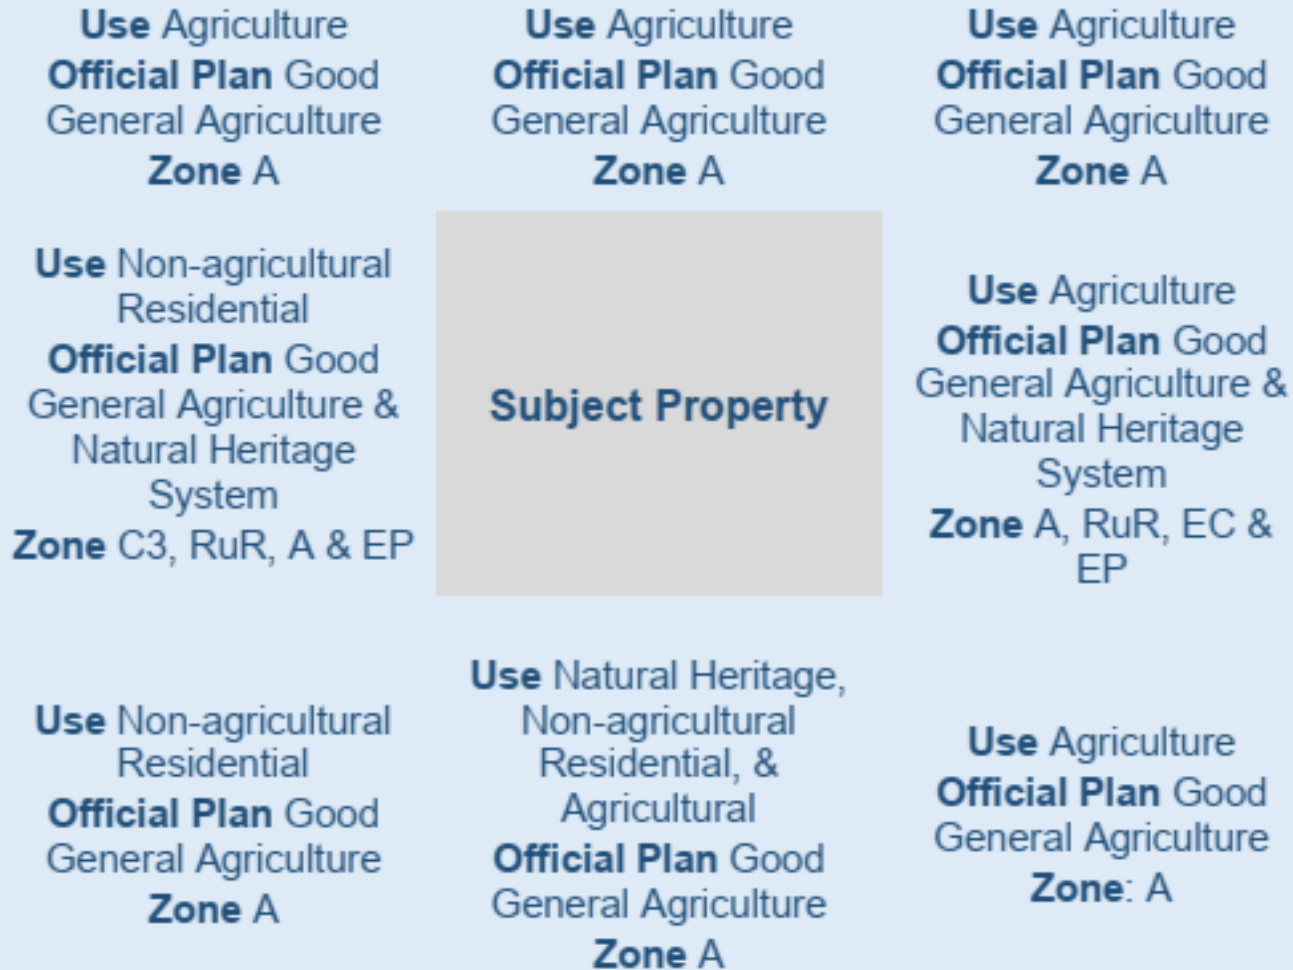 Use Agriculture
Official Plan Good
General Agriculture
Zone A
Use Agriculture
Official Plan Good
General Agriculture
Zone A
Use Agriculture
Official Plan Good
General Agriculture
Zone A
Use Non-agricultural
Residential
Official Plan Good
General Agriculture &
Natural Heritage
System
Zone C3, RuR, A & EP
Subject Property
Use Agriculture
Official Plan Good
General Agriculture &
Natural Heritage
System
Zone A, RuR, EC &
EP
Use Non-agricultural
Residential
Official Plan Good
General Agriculture
Zone A
Use Natural Heritage,
Non-agricultural
Residential, &
Agricultural
Official Plan Good
General Agriculture
Zone A
Use Agriculture
Official Plan Good
General Agriculture
Zone: A